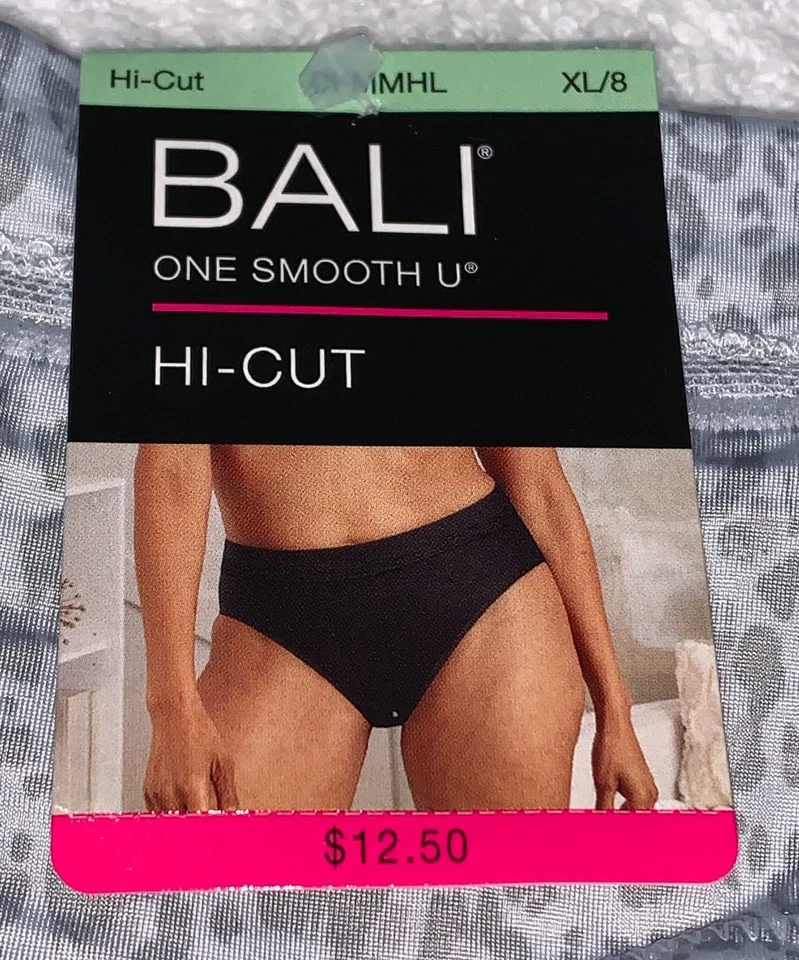 Hi-Cut
XL/8
BALI®
ONE SMOOTH U®
HI-CUT
$12.50